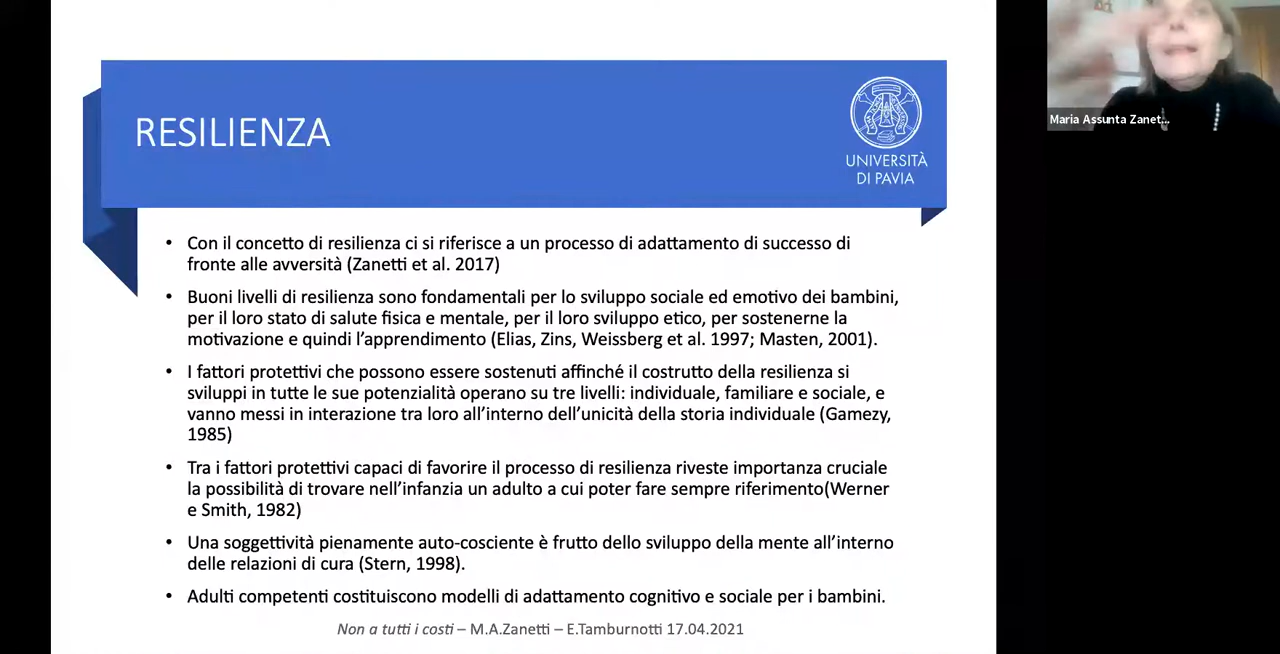 RESILIENZA
UNIVERSITÀ
DI PAVIA
Maria Assunta Zanet...
• Con il concetto di resilienza ci si riferisce a un processo di adattamento di successo di
fronte alle avversità (Zanetti et al. 2017)
• Buoni livelli di resilienza sono fondamentali per lo sviluppo sociale ed emotivo dei bambini,
per il loro stato di salute fisica e mentale, per il loro sviluppo etico, per sostenerne la
motivazione e quindi l’apprendimento (Elias, Zins, Weissberg et al. 1997; Masten, 2001).
• I fattori protettivi che possono essere sostenuti affinché il costrutto della resilienza si
sviluppi in tutte le sue potenzialità operano su tre livelli: individuale, familiare e sociale, e
vanno messi in interazione tra loro all’interno dell’unicità della storia individuale (Gamezy,
1985)
• Tra i fattori protettivi capaci di favorire il processo di resilienza riveste importanza cruciale
la possibilità di trovare nell’infanzia un adulto a cui poter fare sempre riferimento(Werner
e Smith, 1982)
• Una soggettività pienamente auto-cosciente è frutto dello sviluppo della mente all’interno
delle relazioni di cura (Stern, 1998).
• Adulti competenti costituiscono modelli di adattamento cognitivo e sociale per i bambini.
Non a tutti i costi – M.A.Zanetti – E.Tamburnotti 17.04.2021